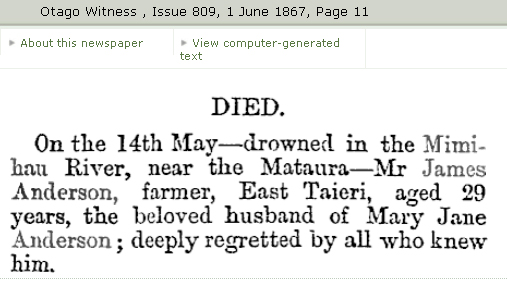 Otago Witness , Issue 809, 1 June 1867, Page 11
About this newspaper
View computer-generated
text
DIED.
On the 14th May—drowned in the Mimi-
hau River, near the Mataura—Mr James
Anderson, farmer, East Taieri, aged 29
years, the beloved husband of Mary Jane
Anderson; deeply regretted by all who knew
him.